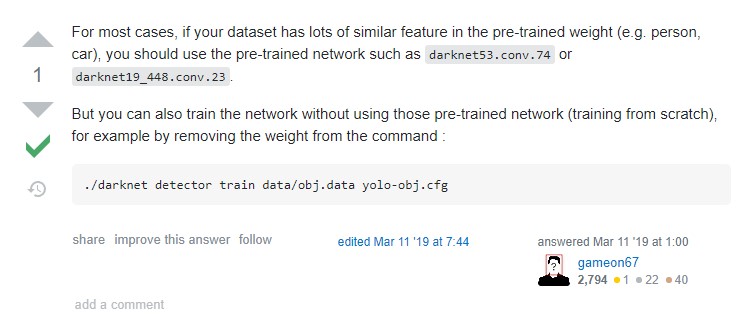 For most cases, if your dataset has lots of similar feature in the pre-trained weight (e.g. person,
car), you should use the pre-trained network such as darknet53.conv.74 or
darknet19_448.conv.23.
1
But you can also train the network without using those pre-trained network (training from scratch),
for example by removing the weight from the command :
./darknet detector train data/obj.data yolo-obj.cfg
share improve this answer follow
edited Mar 11 '19 at 7:44
answered Mar 11 '19 at 1:00
?
gameon67
2,794 ●1 ●22 ●40
add a comment